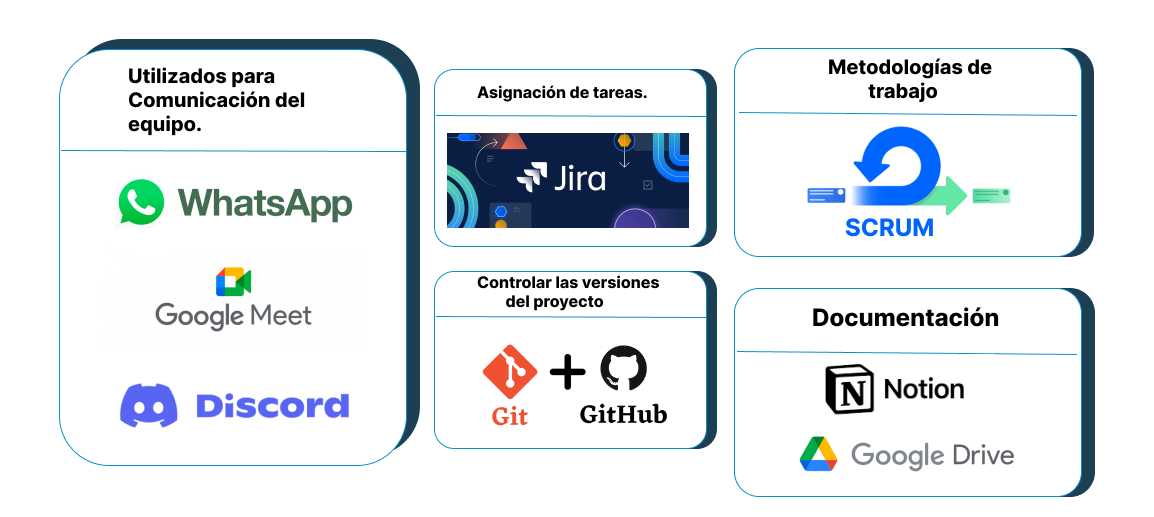 Utilizados para
Comunicación del
equipo.
WhatsApp
Google Meet
Discord
Asignación de tareas.
Jira
Controlar las versiones
del proyecto
Git
GitHub
Metodologías de
trabajo
SCRUM
Documentación
Notion
Google Drive